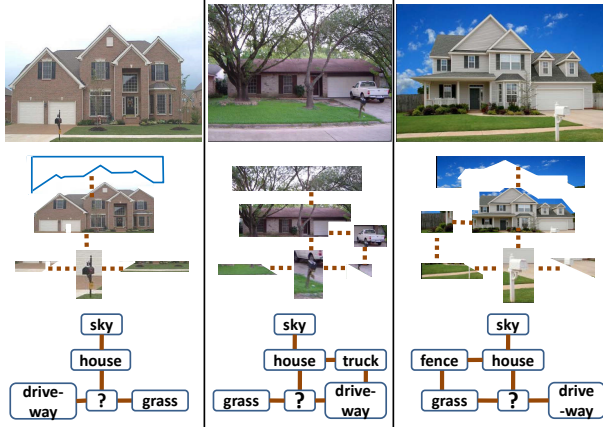 sky
house
drive-
way
?
grass
sky
house
truck
grass
?
drive-
way
sky
fence
house
grass
?
drive
-way